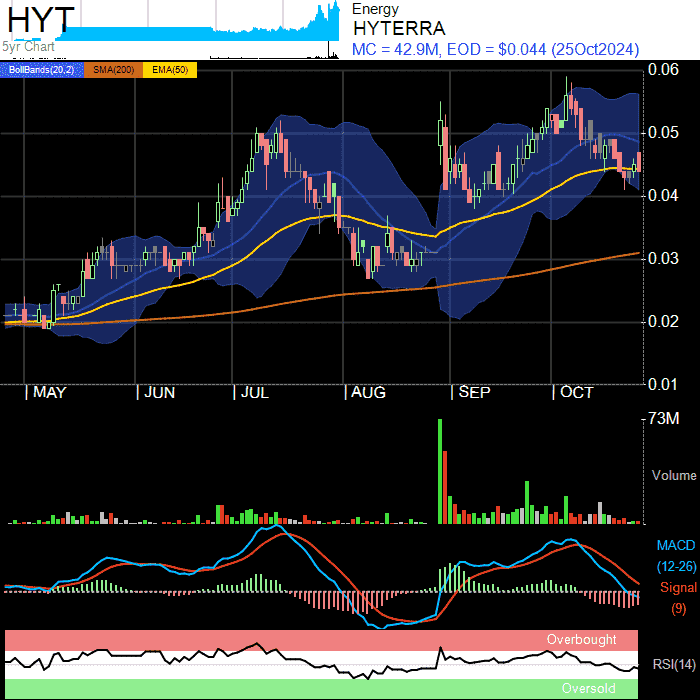 HYT
5yr Chart
Energy
HYTERRA
MC = 42.9M, EOD = $0.044 (25Oct2024)
BollBands(20,2) SMA(200) EMA(50)
0.06
0.05
0.04
0.03
0.02
0.01
MAY JUN JUL AUG SEP OCT
73M
Volume
MACD
(12-26)
Signal
(9)
Overbought
RSI(14)
Oversold